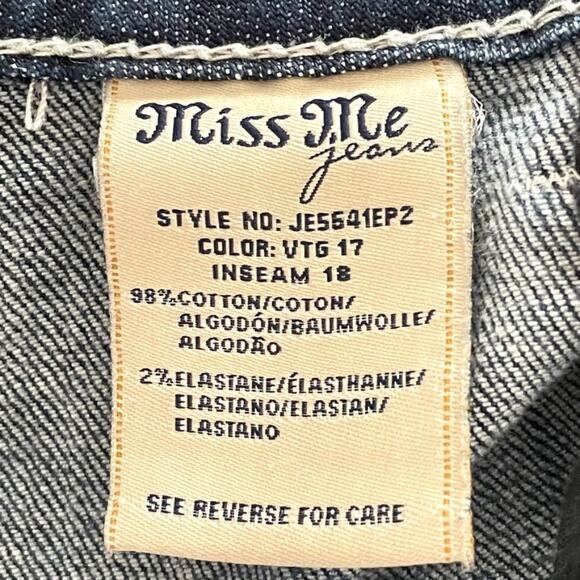 Miss Me
jeans
STYLE NO: JE5641EP2
COLOR: VTG 17
INSEAM 18
98% COTTON/COTON/
ALGODÓN/BAUMWOLLE/
ALGODÃO
2% ELASTANE/ÉLASTHANNE/
ELASTANO/ELASTAN/
ELASTANO
SEE REVERSE FOR CARE